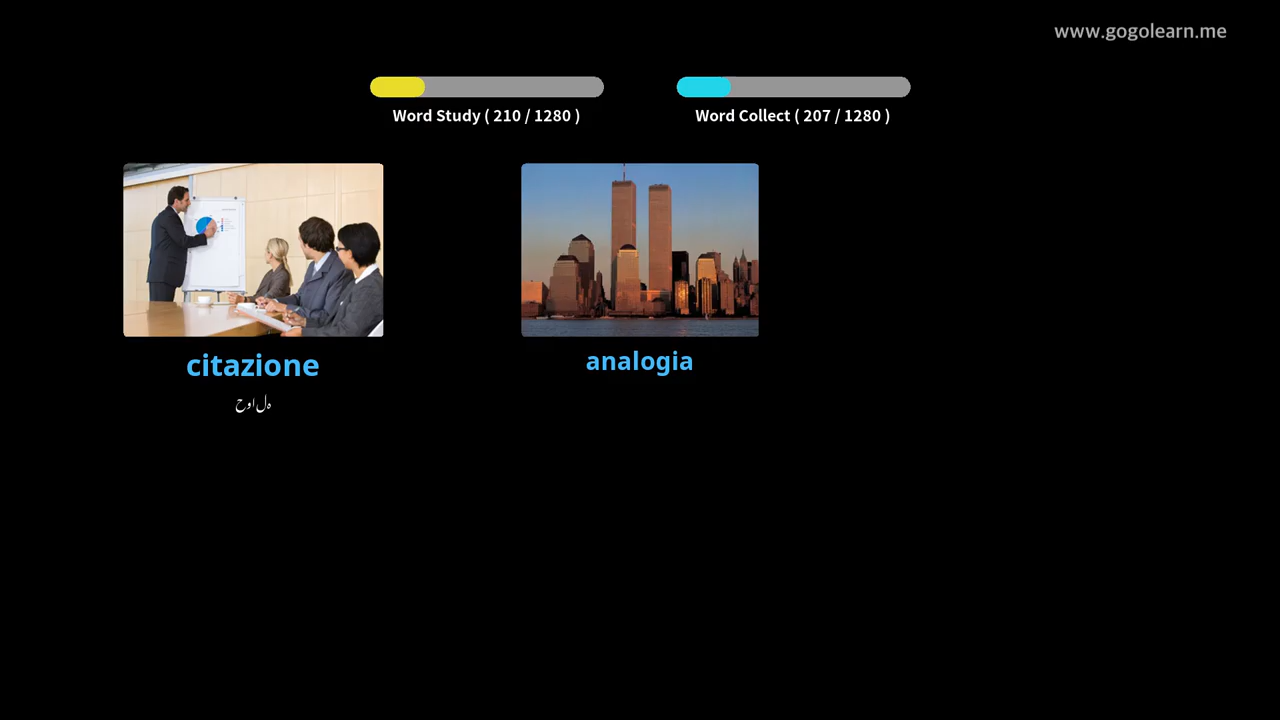 www.gogolearn.me
Word Study ( 210 / 1280 )
Word Collect ( 207 / 1280 )
citazione
analogia
حوالہ